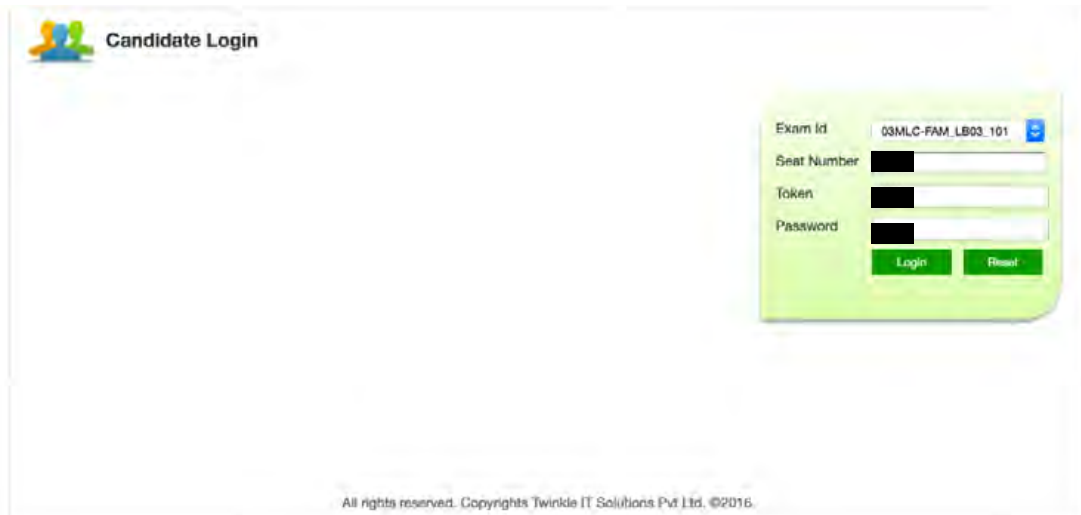 Candidate Login
Exam Id 03MLC-FAM_LB03_101
Seat Number
Token
Password
Login Reset
All rights reserved. Copyrights Twinkle IT Solutions Pvt Ltd. ©2016.